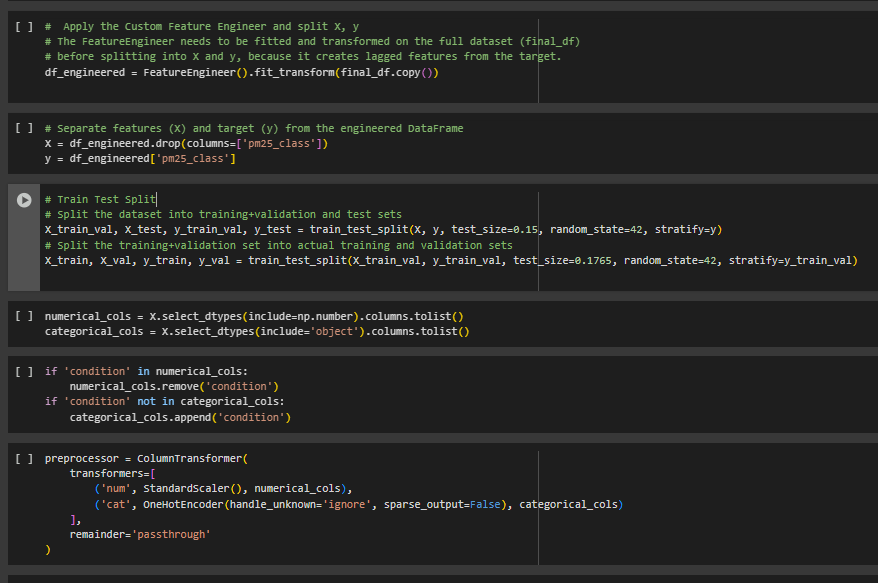 [ ] #  Apply the Custom Feature Engineer and split X, y
# The FeatureEngineer needs to be fitted and transformed on the full dataset (final_df)
# before splitting into X and y, because it creates lagged features from the target.
df_engineered = FeatureEngineer().fit_transform(final_df.copy())
[ ] # Separate features (X) and target (y) from the engineered DataFrame
X = df_engineered.drop(columns=['pm25_class'])
y = df_engineered['pm25_class']
# Train Test Split
# Split the dataset into training+validation and test sets
X_train_val, X_test, y_train_val, y_test = train_test_split(X, y, test_size=0.15, random_state=42, stratify=y)
# Split the training+validation set into actual training and validation sets
X_train, X_val, y_train, y_val = train_test_split(X_train_val, y_train_val, test_size=0.1765, random_state=42, stratify=y_train_val)
[ ] numerical_cols = X.select_dtypes(include=np.number).columns.tolist()
categorical_cols = X.select_dtypes(include='object').columns.tolist()
[ ] if 'condition' in numerical_cols:
    numerical_cols.remove('condition')
if 'condition' not in categorical_cols:
    categorical_cols.append('condition')
[ ] preprocessor = ColumnTransformer(
    transformers=[
        ('num', StandardScaler(), numerical_cols),
        ('cat', OneHotEncoder(handle_unknown='ignore', sparse_output=False), categorical_cols)
    ],
    remainder='passthrough'
)